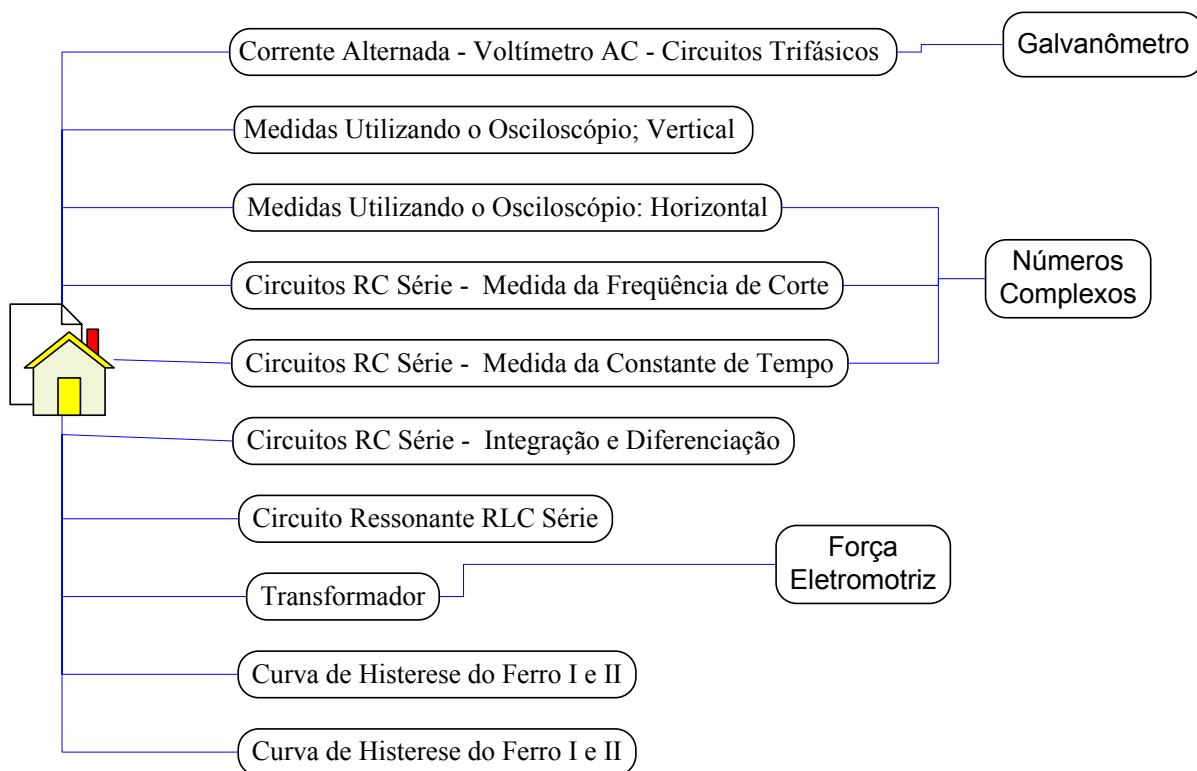 Corrente Alternada - Voltímetro AC - Circuitos Trifásicos
Galvanômetro
Medidas Utilizando o Osciloscópio; Vertical
Medidas Utilizando o Osciloscópio: Horizontal
Números
Complexos
Circuitos RC Série -  Medida da Freqüência de Corte
Circuitos RC Série -  Medida da Constante de Tempo
Circuitos RC Série -  Integração e Diferenciação
Circuito Ressonante RLC Série
Força
Eletromotriz
Transformador
Curva de Histerese do Ferro I e II
Curva de Histerese do Ferro I e II